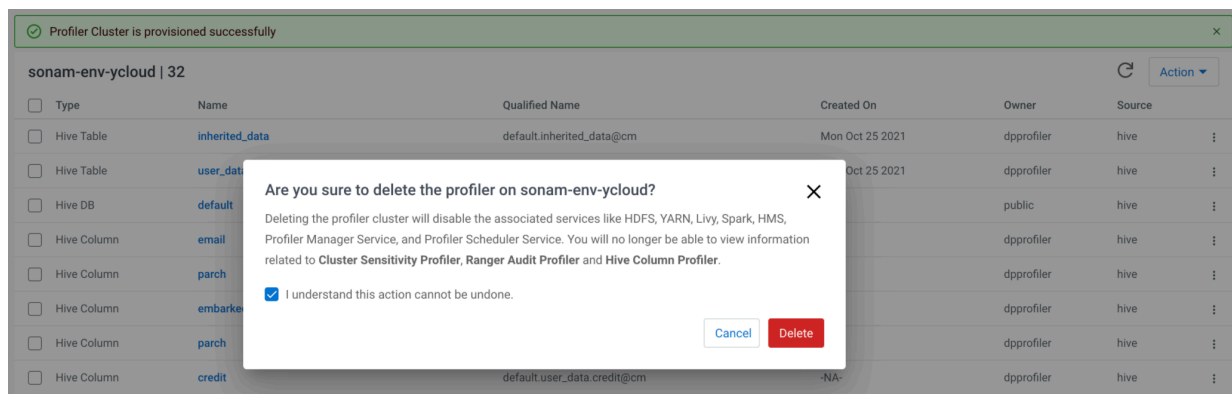 Profiler Cluster is provisioned successfully
sonam-env-ycloud | 32
Action
Type Name Qualified Name Created On Owner Source
Hive Table inherited_data default.inherited_data@cm Mon Oct 25 2021 dpprofiler hive
Hive Table user_dat Oct 25 2021 dpprofiler hive
Hive DB default public hive
Hive Column email dpprofiler hive
Hive Column parch dpprofiler hive
Hive Column embarke dpprofiler hive
Hive Column parch dpprofiler hive
Hive Column credit default.user_data.credit@cm -NA- dpprofiler hive
Are you sure to delete the profiler on sonam-env-ycloud?
Deleting the profiler cluster will disable the associated services like HDFS, YARN, Livy, Spark, HMS,
Profiler Manager Service, and Profiler Scheduler Service. You will no longer be able to view information
related to Cluster Sensitivity Profiler, Ranger Audit Profiler and Hive Column Profiler.
I understand this action cannot be undone.
Cancel Delete